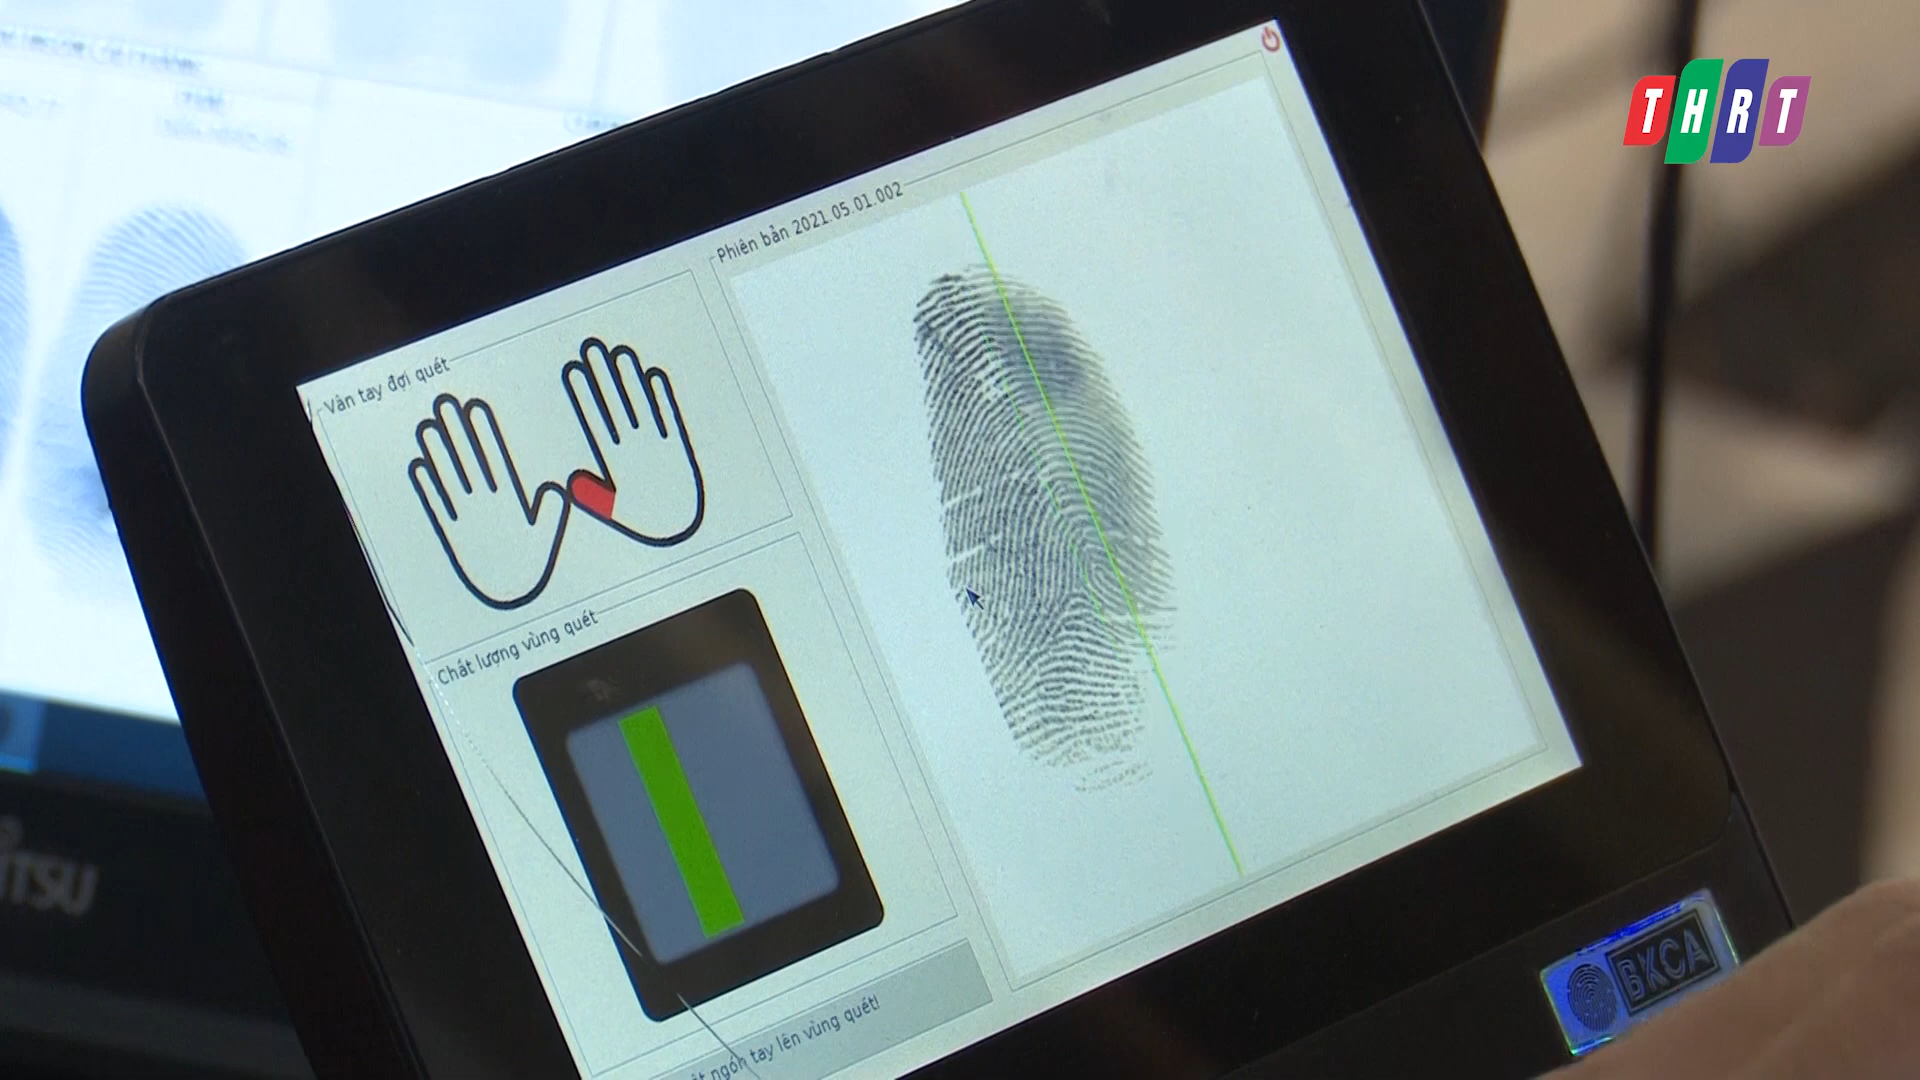 THRT
Phiên bản 2021.05.01.002
Vân tay đợi quét
Chất lượng vùng quét
ngón tay lên vùng quét!
BKCA